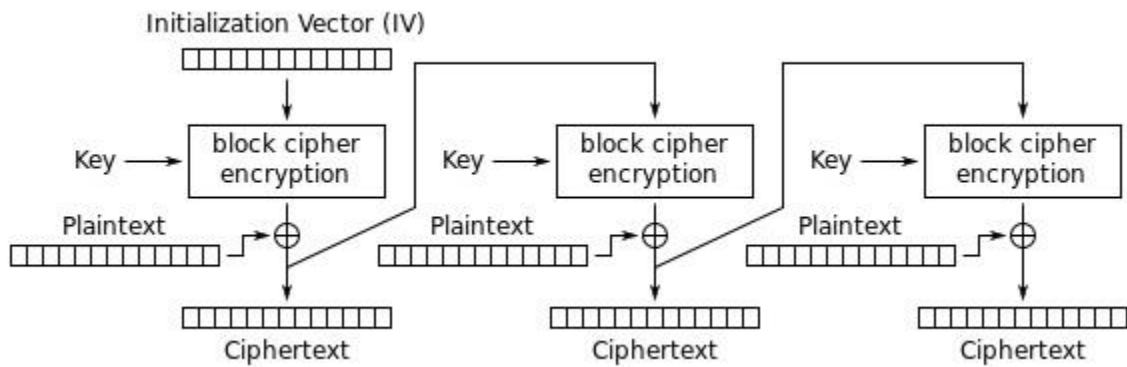 Initialization Vector (IV)
Key
block cipher
encryption
Plaintext
Ciphertext
Key
block cipher
encryption
Plaintext
Ciphertext
Key
block cipher
encryption
Plaintext
Ciphertext